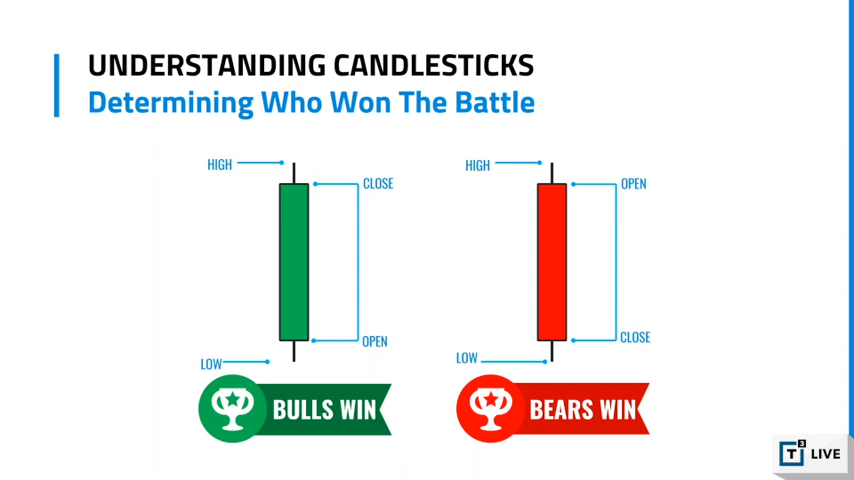 UNDERSTANDING CANDLESTICKS
Determining Who Won The Battle
HIGH
CLOSE
OPEN
LOW
BULLS WIN
HIGH
OPEN
CLOSE
LOW
BEARS WIN
T3 LIVE